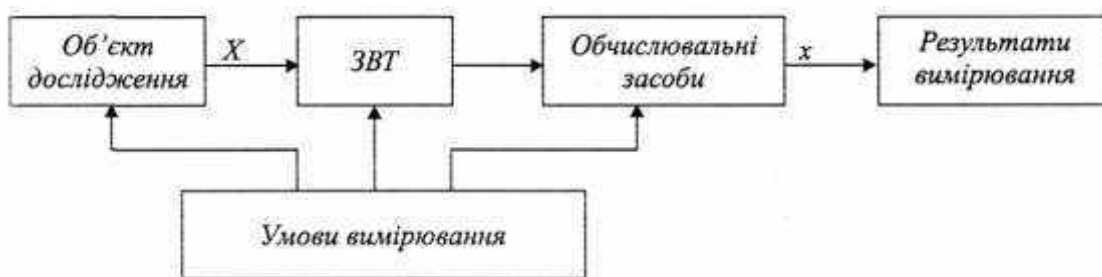 Об’єкт
дослідження
X
ЗВТ
Обчислювальні
засоби
x
Результати
вимірювання
Умови вимірювання